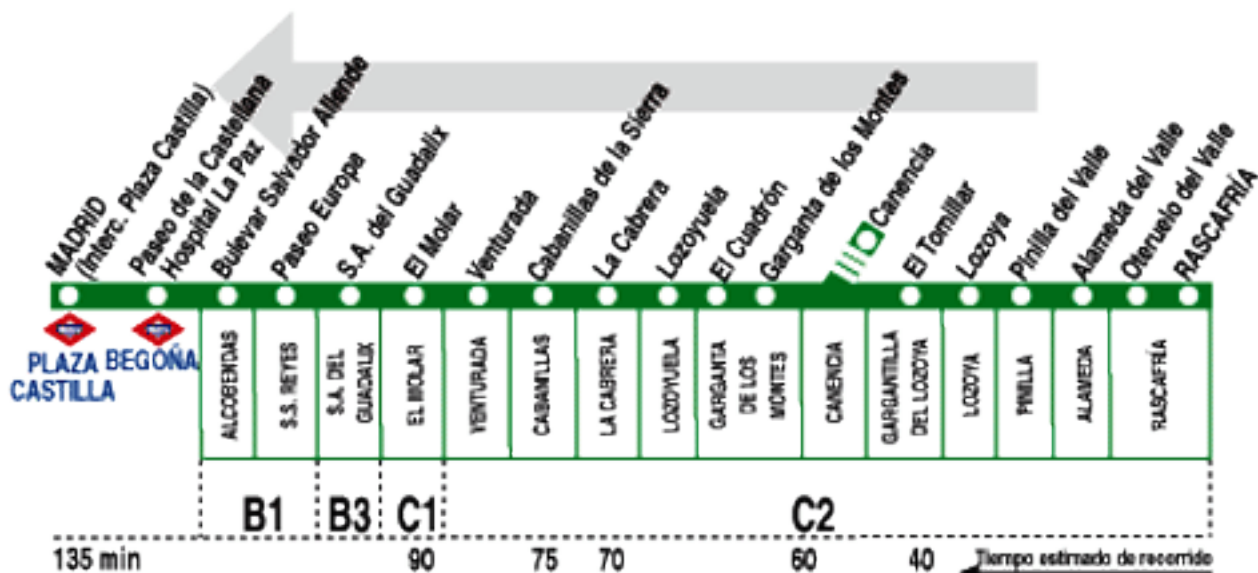 MADRID
(Interc. Plaza Castilla)
Paseo de la Castellana
Hospital La Paz
Bulevar Salvador Allende
Paseo Europa
S.A. del Guadalix
El Molar
Venturada
Cabanillas de la Sierra
La Cabrera
Lozoyuela
El Cuadrón
Garganta de los Montes
Canencia
El Tomillar
Lozoya
Pinilla del Valle
Alameda del Valle
Oteruelo del Valle
RASCAFRÍA
PLAZA
CASTILLA
BEGOÑA
ALCOBENDAS
S.S. REYES
S.A. DEL
GUADALIX
EL MOLAR
VENTURADA
CABANILLAS
LA CABRERA
LOZOYUELA
GARGANTA
DE LOS
MONTES
CANENCIA
GARGANTILLA
DEL LOZOYA
LOZOYA
PINILLA
ALAMEDA
RASCAFRÍA
B1 B3 C1 C2
135 min 90 75 70 60 40 Tiempo estimado de recorrido